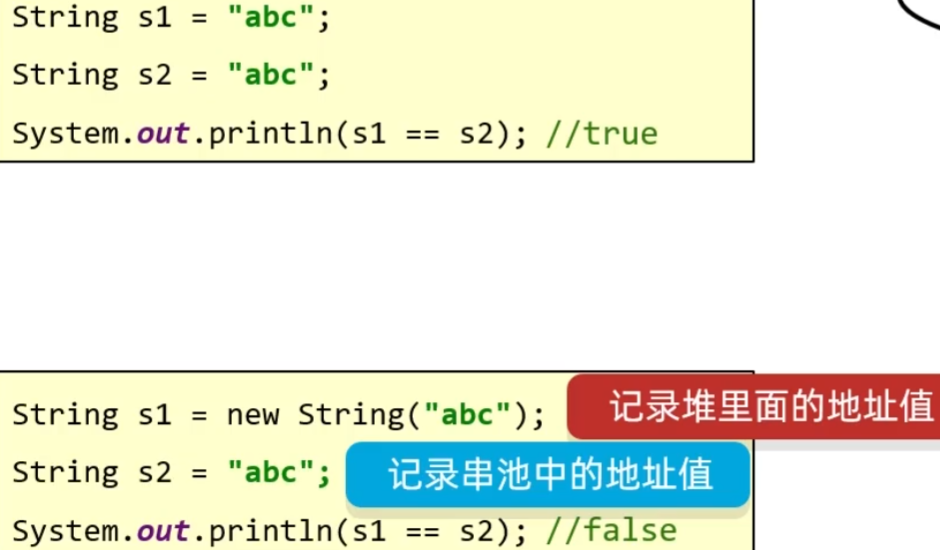 String s1 = "abc";
String s2 = "abc";
System.out.println(s1 == s2); //true
String s1 = new String("abc"); 记录堆里面的地址值
String s2 = "abc"; 记录串池中的地址值
System.out.println(s1 == s2); //false